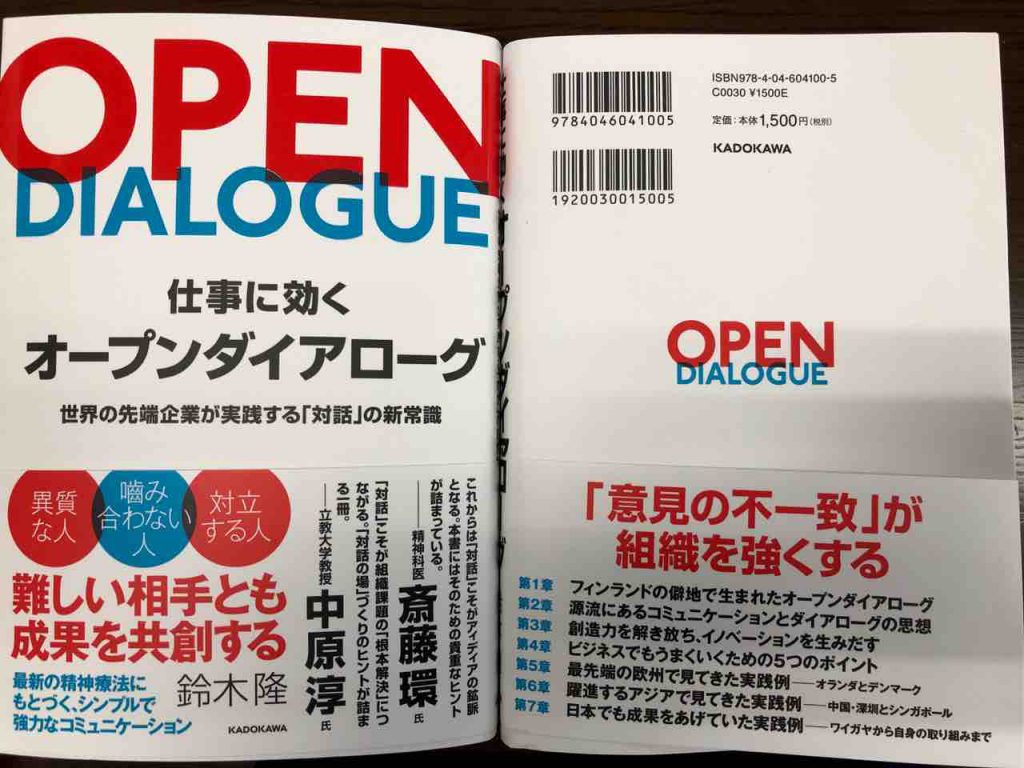 OPEN
DIALOGUE
仕事に効く
オープンダイアローグ
世界の先端企業が実践する「対話」の新常識
異質
な人
噛み
合わない
人
対立
する人
難しい相手とも
成果を共創する
最新の精神療法に
もとづく、シンプルで
強力なコミュニケーション
鈴木隆
KADOKAWA
これからは「対話」こそがアイディアの鉱脈
となる。本書にはそのための貴重なヒント
が詰まっている。
──精神科医 斎藤環氏
「対話」こそが組織課題の「根本解決」につ
ながる。「対話の場」づくりのヒントが詰ま
る一冊。
──立教大学教授 中原淳氏
ISBN978-4-04-604100-5
C0030 ¥1500E
定価：本体1,500円（税別）
KADOKAWA
9784046041005
1920030015005
OPEN
DIALOGUE
「意見の不一致」が
組織を強くする
第1章 フィンランドの僻地で生まれたオープンダイアローグ
第2章 源流にあるコミュニケーションとダイアローグの思想
第3章 創造力を解き放ち、イノベーションを生みだす
第4章 ビジネスでもうまくいくための5つのポイント
第5章 最先端の欧州で見てきた実践例──オランダとデンマーク
第6章 躍進するアジアで見てきた実践例──中国・深圳とシンガポール
第7章 日本でも成果をあげていた実践例──ワイガヤから自身の取り組みまで